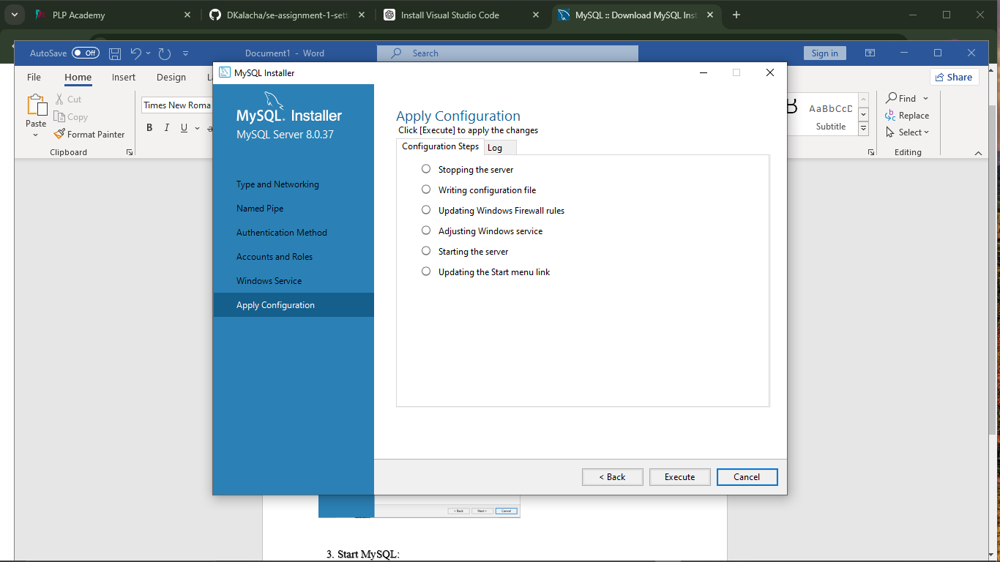 PLP Academy
DKalacha/se-assignment-1-set
Install Visual Studio Code
MySQL :: Download MySQL Inst
AutoSave Off
Document1 - Word
Search
Sign in
File Home Insert Design
Share
Paste
Cut
Copy
Format Painter
Clipboard
Times New Roma
B I U
AaBbCcD
Subtitle
Find
Replace
Select
Editing
MySQL Installer
MySQL. Installer
MySQL Server 8.0.37
Type and Networking
Named Pipe
Authentication Method
Accounts and Roles
Windows Service
Apply Configuration
Apply Configuration
Click [Execute] to apply the changes
Configuration Steps Log
Stopping the server
Writing configuration file
Updating Windows Firewall rules
Adjusting Windows service
Starting the server
Updating the Start menu link
< Back Execute Cancel
< Back Next > Cancel
3. Start MySQL: